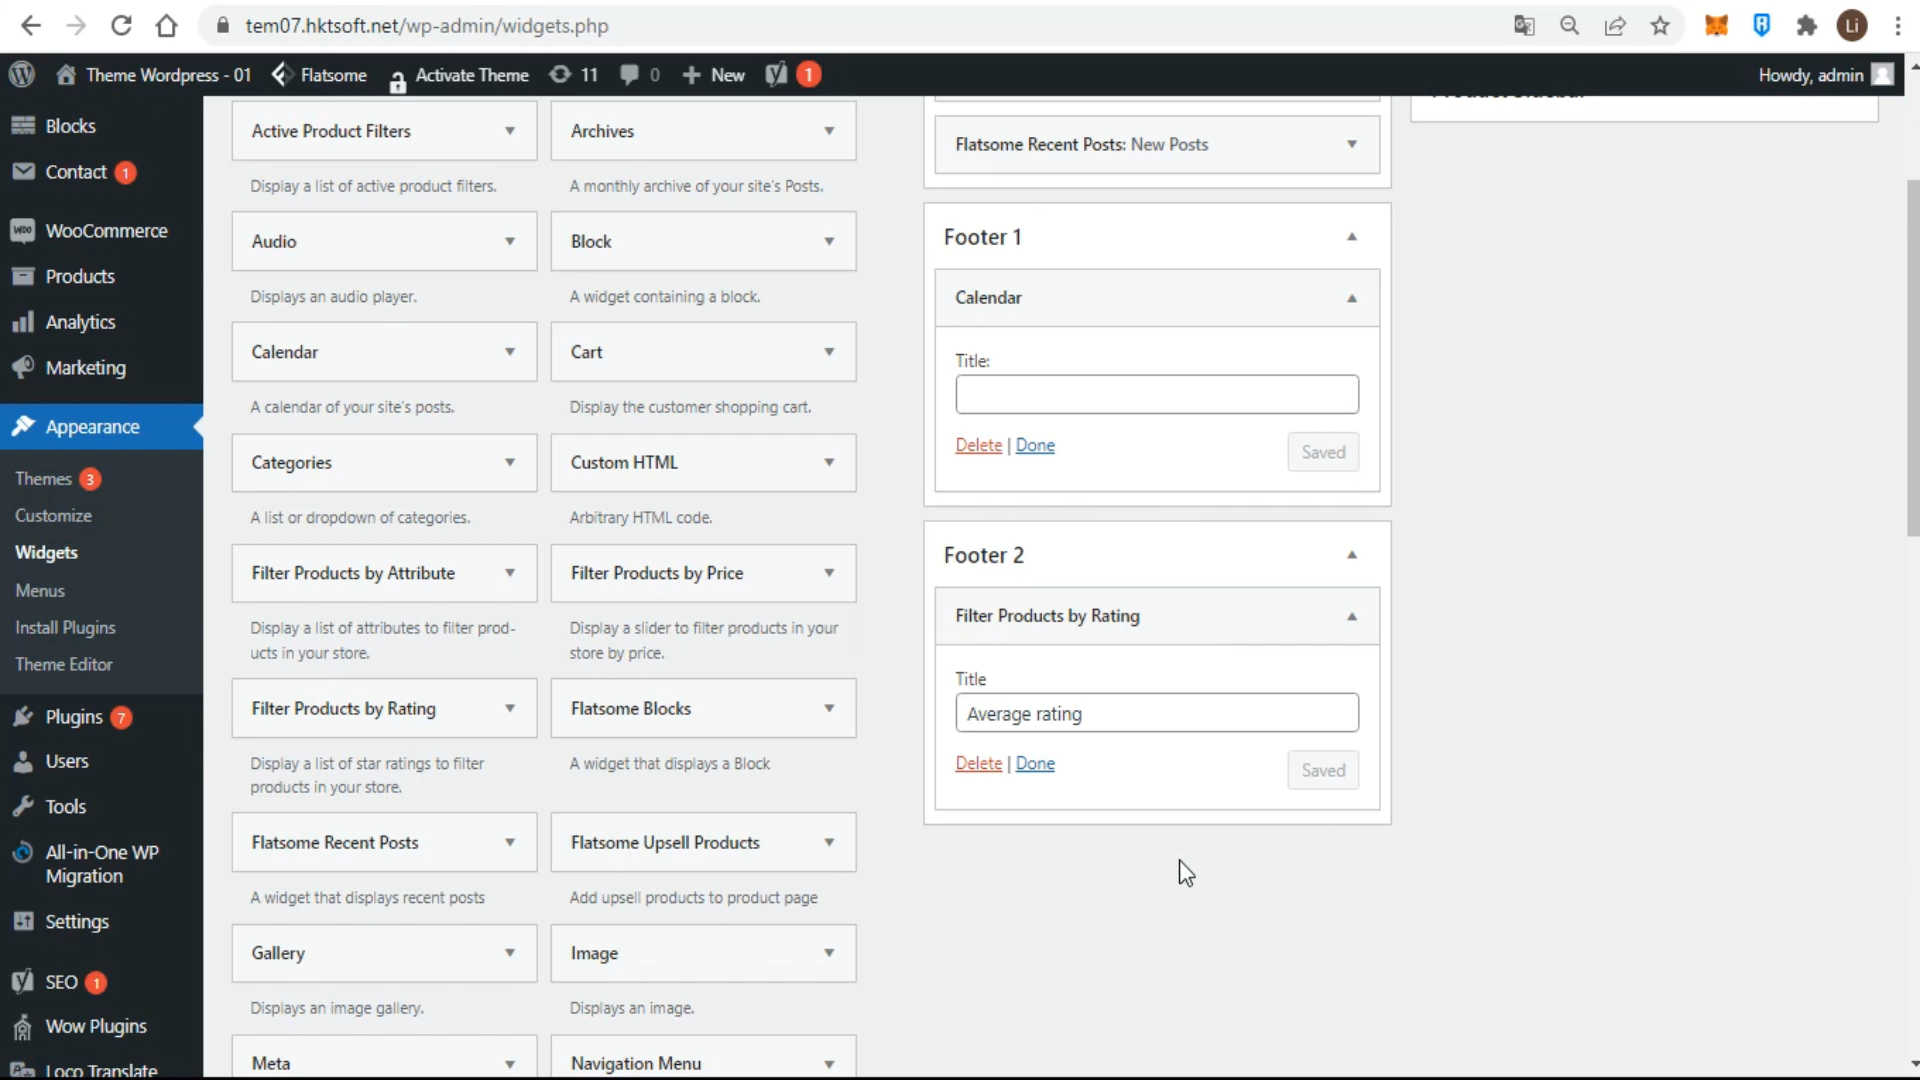 tem07.hktsoft.net/wp-admin/widgets.php
Li
Theme Wordpress - 01
Flatsome
Activate Theme
11
0
New
1
Howdy, admin
Blocks
Contact 1
WooCommerce
Products
Analytics
Marketing
Appearance
Themes 3
Customize
Widgets
Menus
Install Plugins
Theme Editor
Plugins 7
Users
Tools
All-in-One WP
Migration
Settings
SEO 1
Wow Plugins
Loco Translate
Active Product Filters
Display a list of active product filters.
Archives
A monthly archive of your site's Posts.
Audio
Displays an audio player.
Block
A widget containing a block.
Calendar
A calendar of your site's posts.
Cart
Display the customer shopping cart.
Categories
A list or dropdown of categories.
Custom HTML
Arbitrary HTML code.
Filter Products by Attribute
Display a list of attributes to filter prod-
ucts in your store.
Filter Products by Price
Display a slider to filter products in your
store by price.
Filter Products by Rating
Display a list of star ratings to filter
products in your store.
Flatsome Blocks
A widget that displays a Block
Flatsome Recent Posts
A widget that displays recent posts
Flatsome Upsell Products
Add upsell products to product page
Gallery
Displays an image gallery.
Image
Displays an image.
Meta
Navigation Menu
Flatsome Recent Posts: New Posts
Footer 1
Calendar
Title:
Delete | Done
Saved
Footer 2
Filter Products by Rating
Title
Average rating
Delete | Done
Saved
Product Sidebar